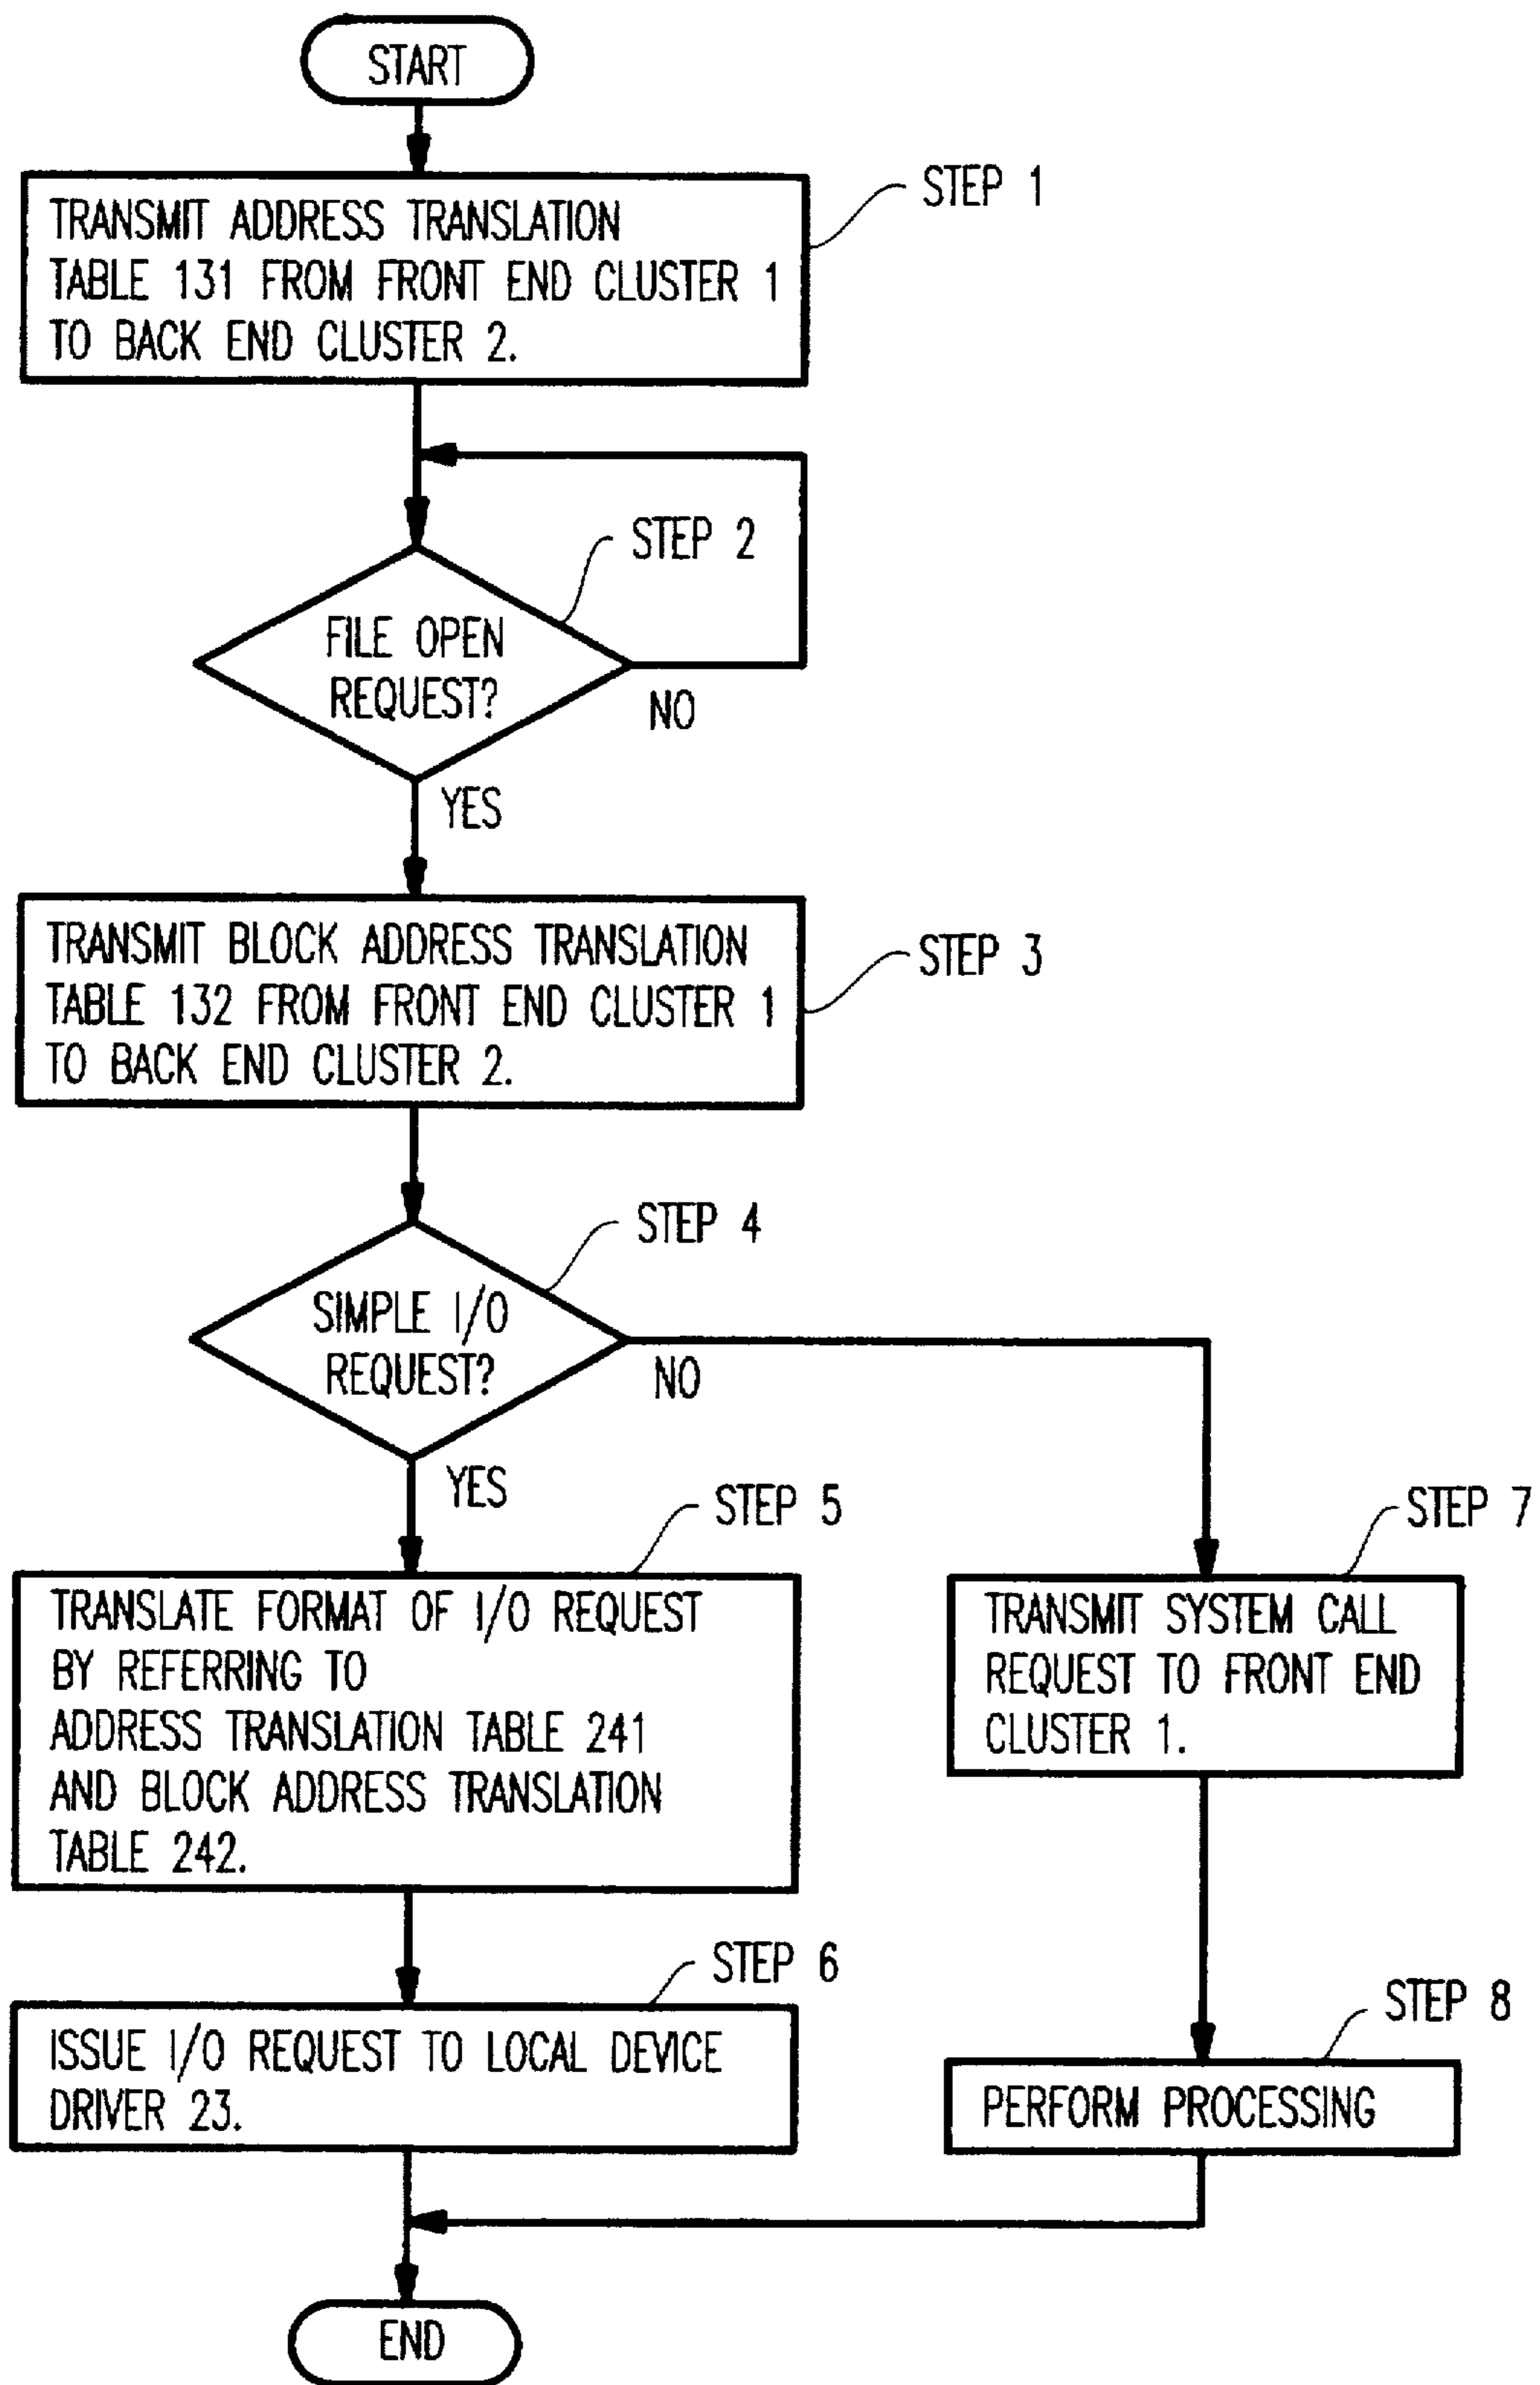 START
STEP 1
TRANSMIT ADDRESS TRANSLATION
TABLE 131 FROM FRONT END CLUSTER 1
TO BACK END CLUSTER 2.
STEP 2
FILE OPEN
REQUEST?
NO
YES
STEP 3
TRANSMIT BLOCK ADDRESS TRANSLATION
TABLE 132 FROM FRONT END CLUSTER 1
TO BACK END CLUSTER 2.
STEP 4
SIMPLE I/O
REQUEST?
NO
YES
STEP 5
TRANSLATE FORMAT OF I/O REQUEST
BY REFERRING TO
ADDRESS TRANSLATION TABLE 241
AND BLOCK ADDRESS TRANSLATION
TABLE 242.
STEP 7
TRANSMIT SYSTEM CALL
REQUEST TO FRONT END
CLUSTER 1.
STEP 6
ISSUE I/O REQUEST TO LOCAL DEVICE
DRIVER 23.
STEP 8
PERFORM PROCESSING
END